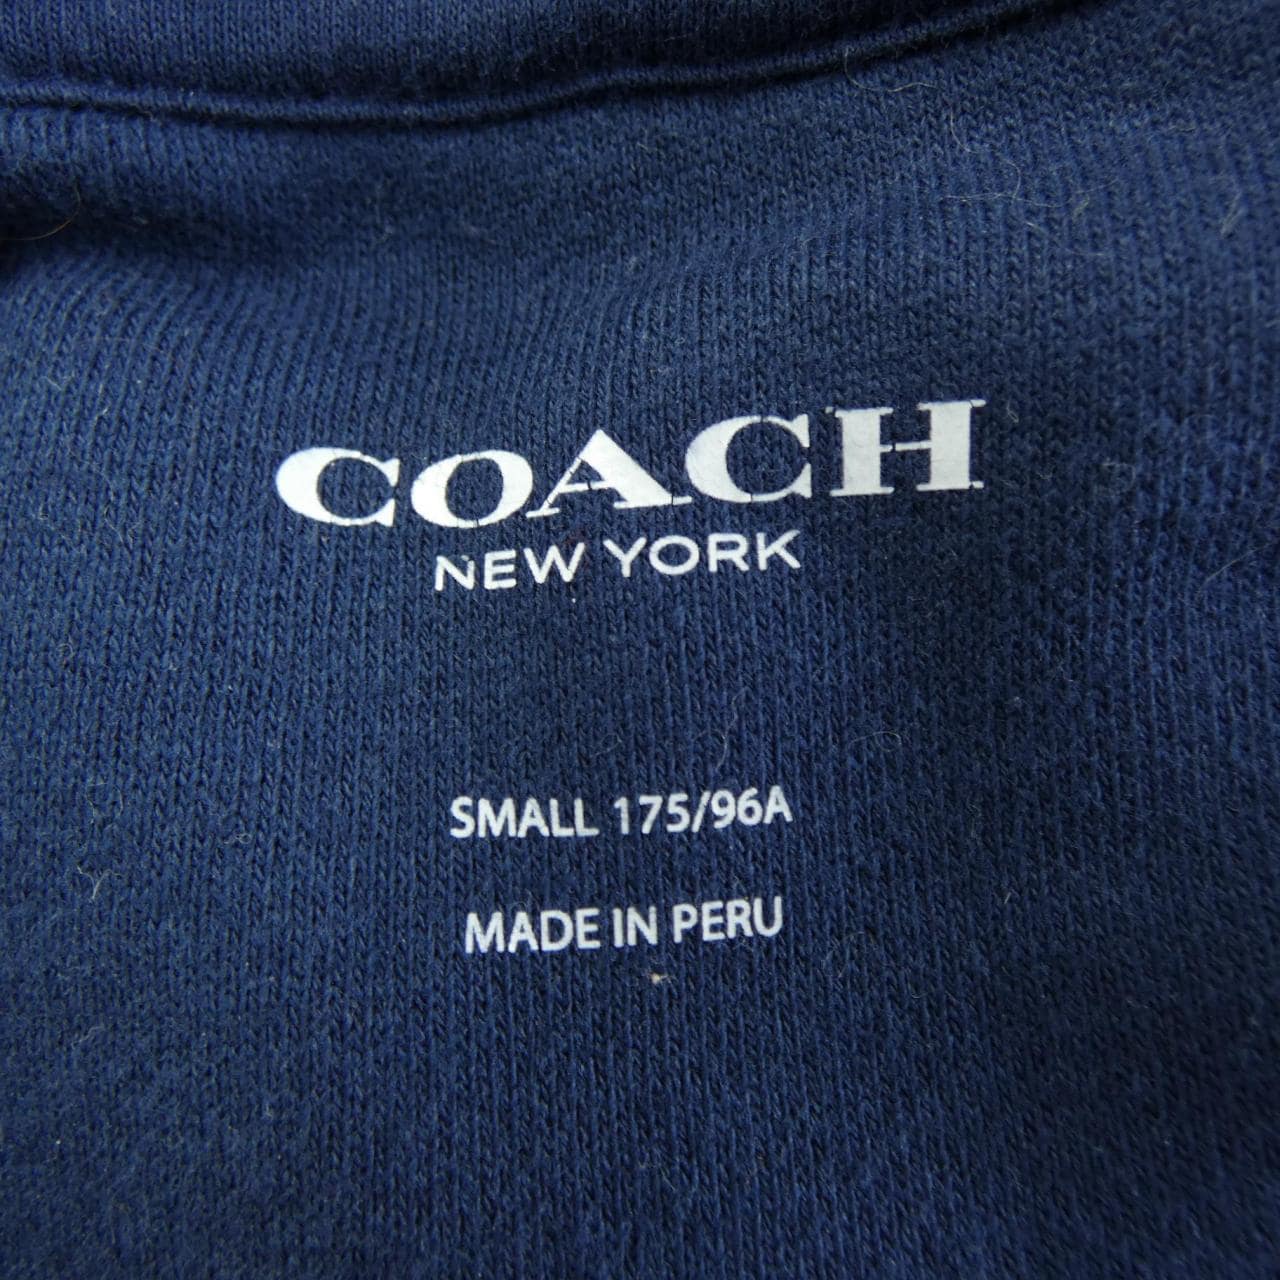 COACH
NEW YORK
SMALL 175/96A
MADE IN PERU